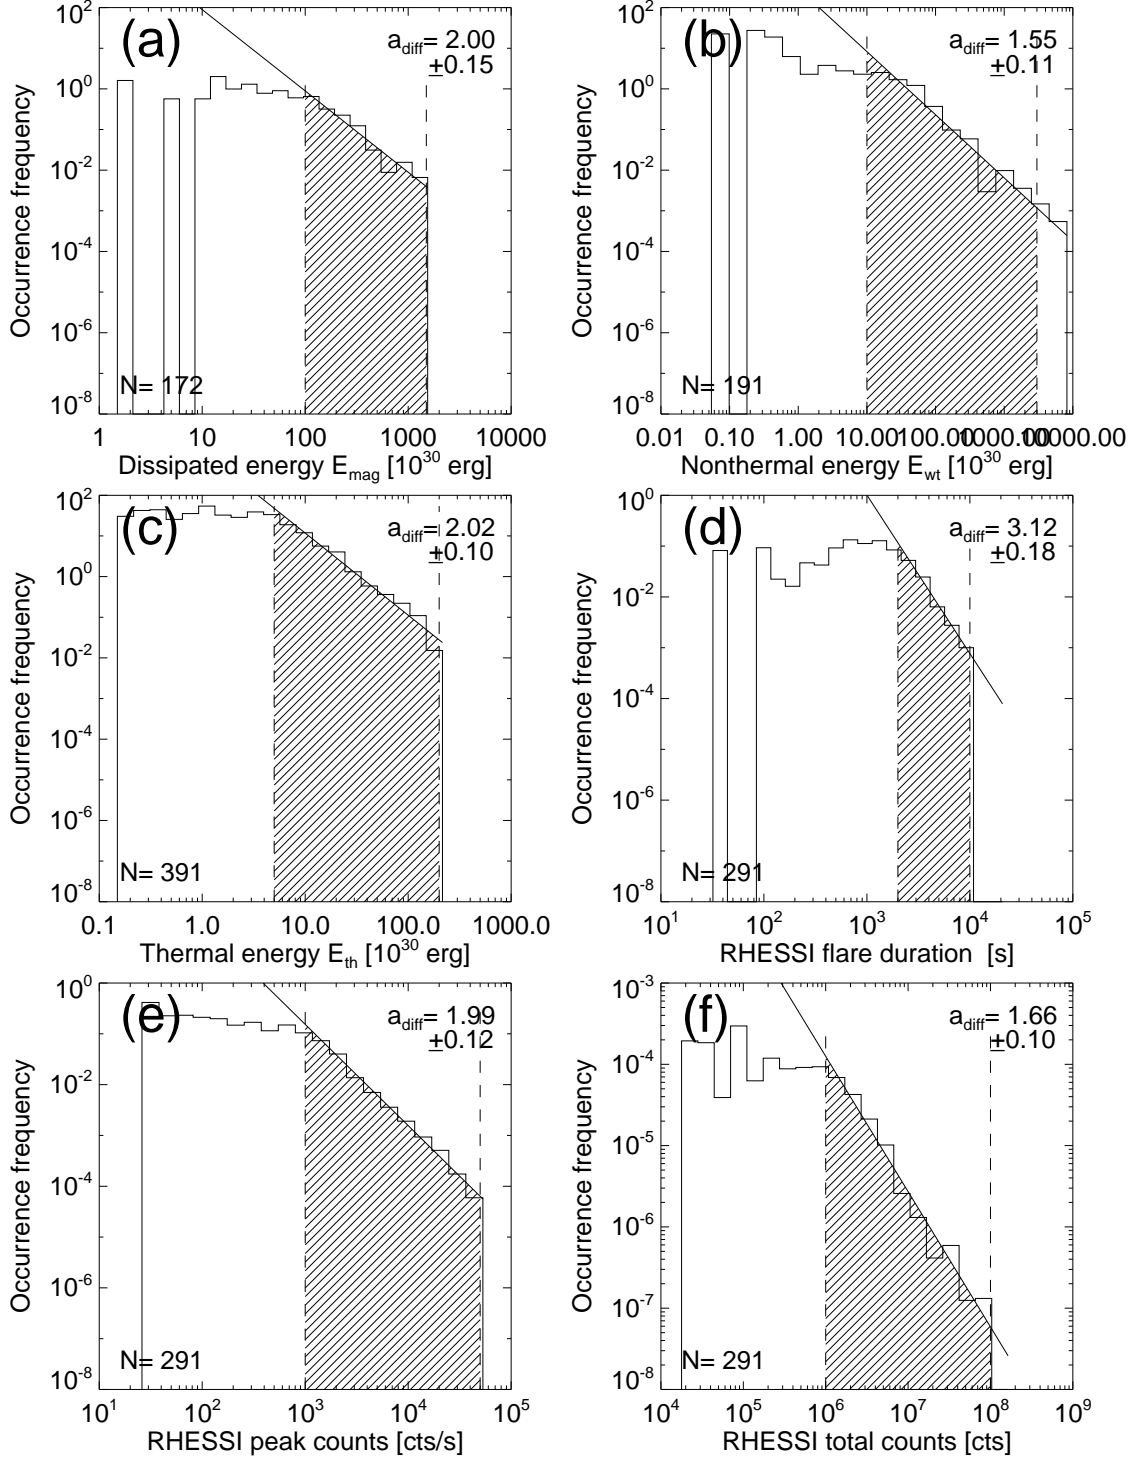 (a)
a_diff= 2.00
±0.15
10^2
10^0
10^-2
10^-4
10^-6
10^-8
Occurrence frequency
N= 172
1 10 100 1000 10000
Dissipated energy E_mag [10^30 erg]
(b)
a_diff= 1.55
±0.11
10^2
10^0
10^-2
10^-4
10^-6
10^-8
Occurrence frequency
N= 191
0.01 0.10 1.00 10.00 100.00 1000.00 10000.00
Nonthermal energy E_wt [10^30 erg]
(c)
a_diff= 2.02
±0.10
10^2
10^0
10^-2
10^-4
10^-6
10^-8
Occurrence frequency
N= 391
0.1 1.0 10.0 100.0 1000.0
Thermal energy E_th [10^30 erg]
(d)
a_diff= 3.12
±0.18
10^0
10^-2
10^-4
10^-6
10^-8
Occurrence frequency
N= 291
10^1 10^2 10^3 10^4 10^5
RHESSI flare duration [s]
(e)
a_diff= 1.99
±0.12
10^0
10^-2
10^-4
10^-6
10^-8
Occurrence frequency
N= 291
10^1 10^2 10^3 10^4 10^5
RHESSI peak counts [cts/s]
(f)
a_diff= 1.66
±0.10
10^-3
10^-4
10^-5
10^-6
10^-7
10^-8
Occurrence frequency
N= 291
10^4 10^5 10^6 10^7 10^8 10^9
RHESSI total counts [cts]